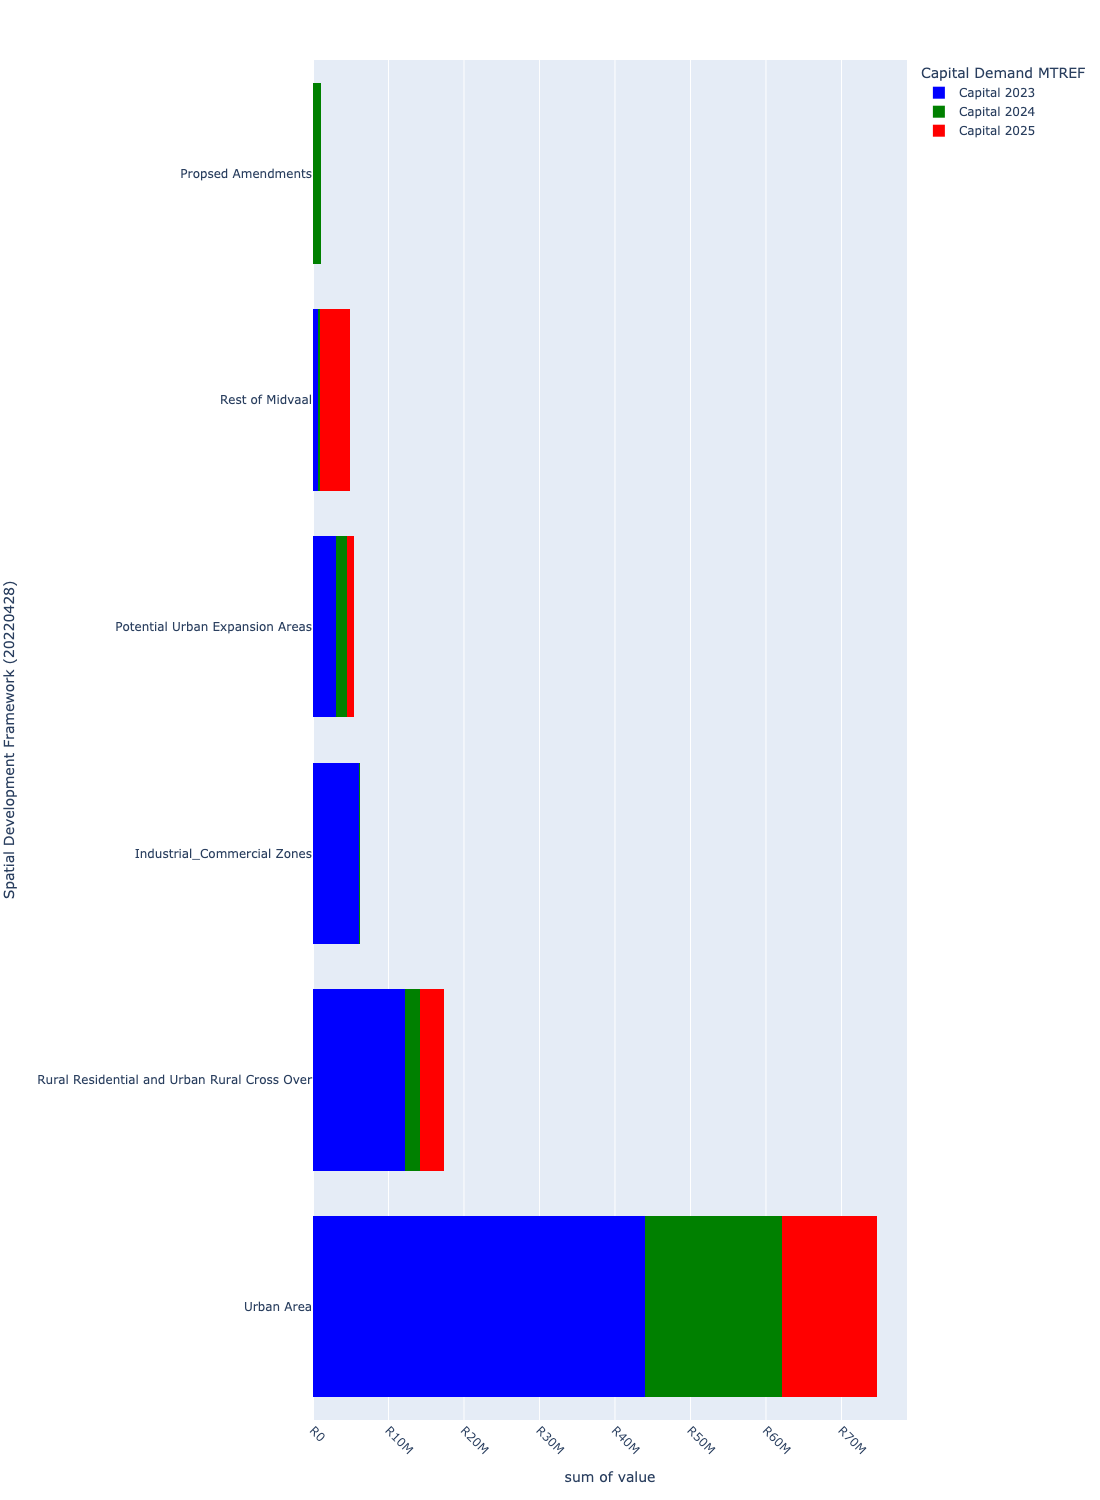 Capital Demand MTREF
Capital 2023
Capital 2024
Capital 2025
Propsed Amendments
Rest of Midvaal
Potential Urban Expansion Areas
Industrial_Commercial Zones
Rural Residential and Urban Rural Cross Over
Urban Area
Spatial Development Framework (20220428)
R0
R10M
R20M
R30M
R40M
R50M
R60M
R70M
sum of value